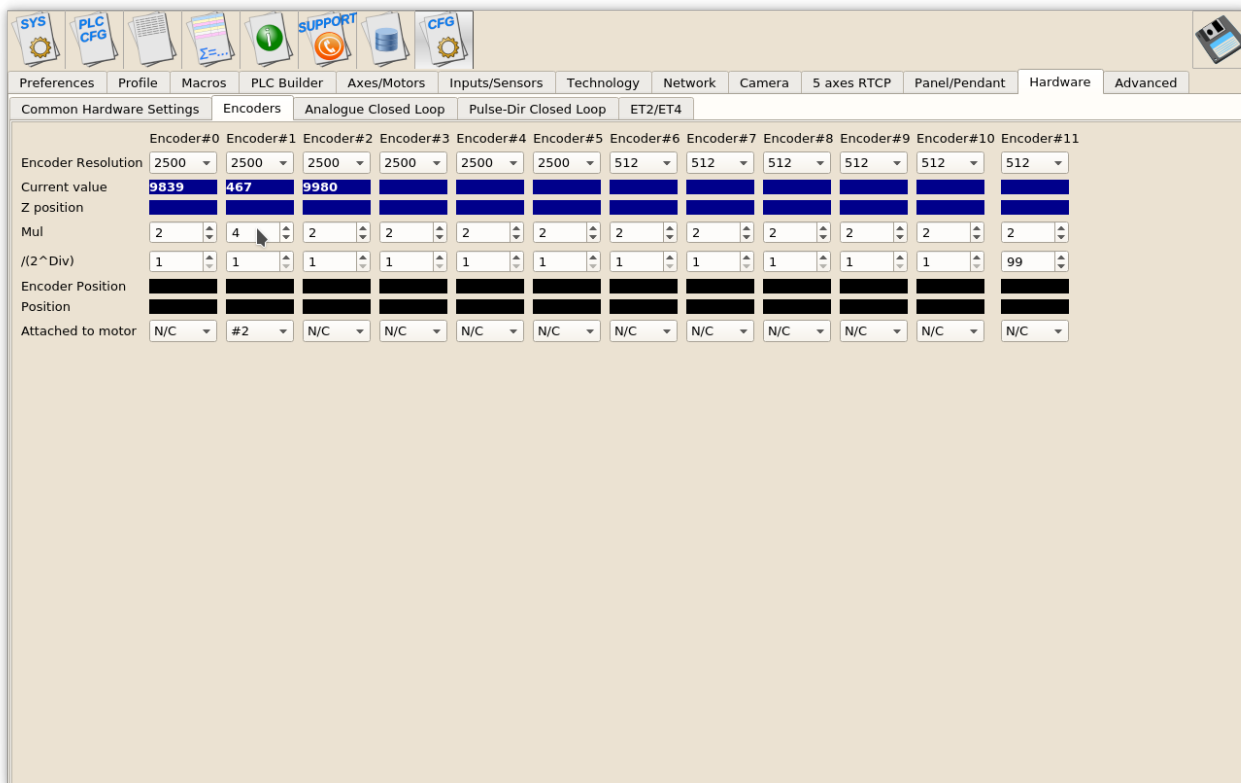 SYS PLC CFG Σ=... i SUPPORT CFG
Preferences Profile Macros PLC Builder Axes/Motors Inputs/Sensors Technology Network Camera 5 axes RTCP Panel/Pendant Hardware Advanced
Common Hardware Settings Encoders Analogue Closed Loop Pulse-Dir Closed Loop ET2/ET4
Encoder#0 Encoder#1 Encoder#2 Encoder#3 Encoder#4 Encoder#5 Encoder#6 Encoder#7 Encoder#8 Encoder#9 Encoder#10 Encoder#11
Encoder Resolution 2500 2500 2500 2500 2500 2500 512 512 512 512 512 512
Current value 9839 467 9980
Z position
Mul 2 4 2 2 2 2 2 2 2 2 2 2
/(2^Div) 1 1 1 1 1 1 1 1 1 1 1 99
Encoder Position
Position
Attached to motor N/C #2 N/C N/C N/C N/C N/C N/C N/C N/C N/C N/C